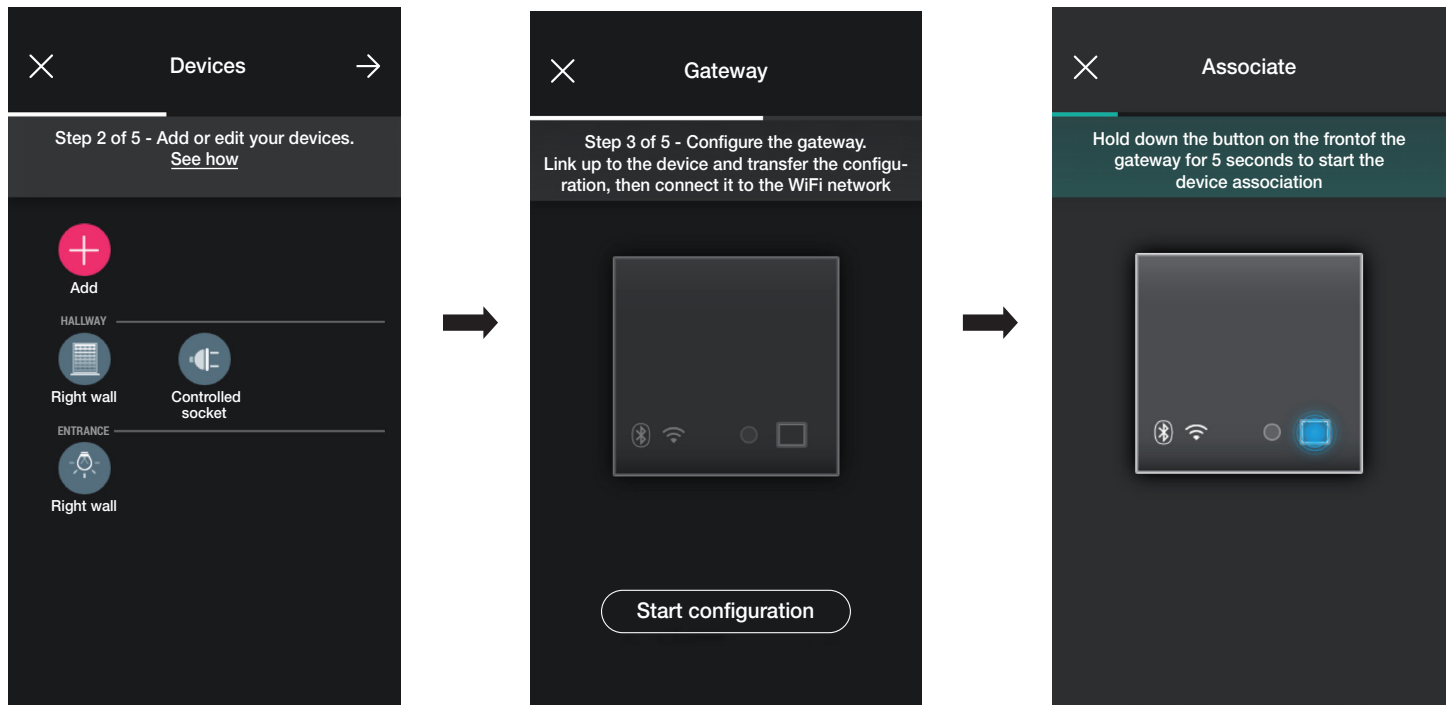 Devices
Step 2 of 5 - Add or edit your devices.
See how
Add
HALLWAY
Right wall
Controlled
socket
ENTRANCE
Right wall
Gateway
Step 3 of 5 - Configure the gateway.
Link up to the device and transfer the configu-
ration, then connect it to the WiFi network
Start configuration
Associate
Hold down the button on the frontof the
gateway for 5 seconds to start the
device association